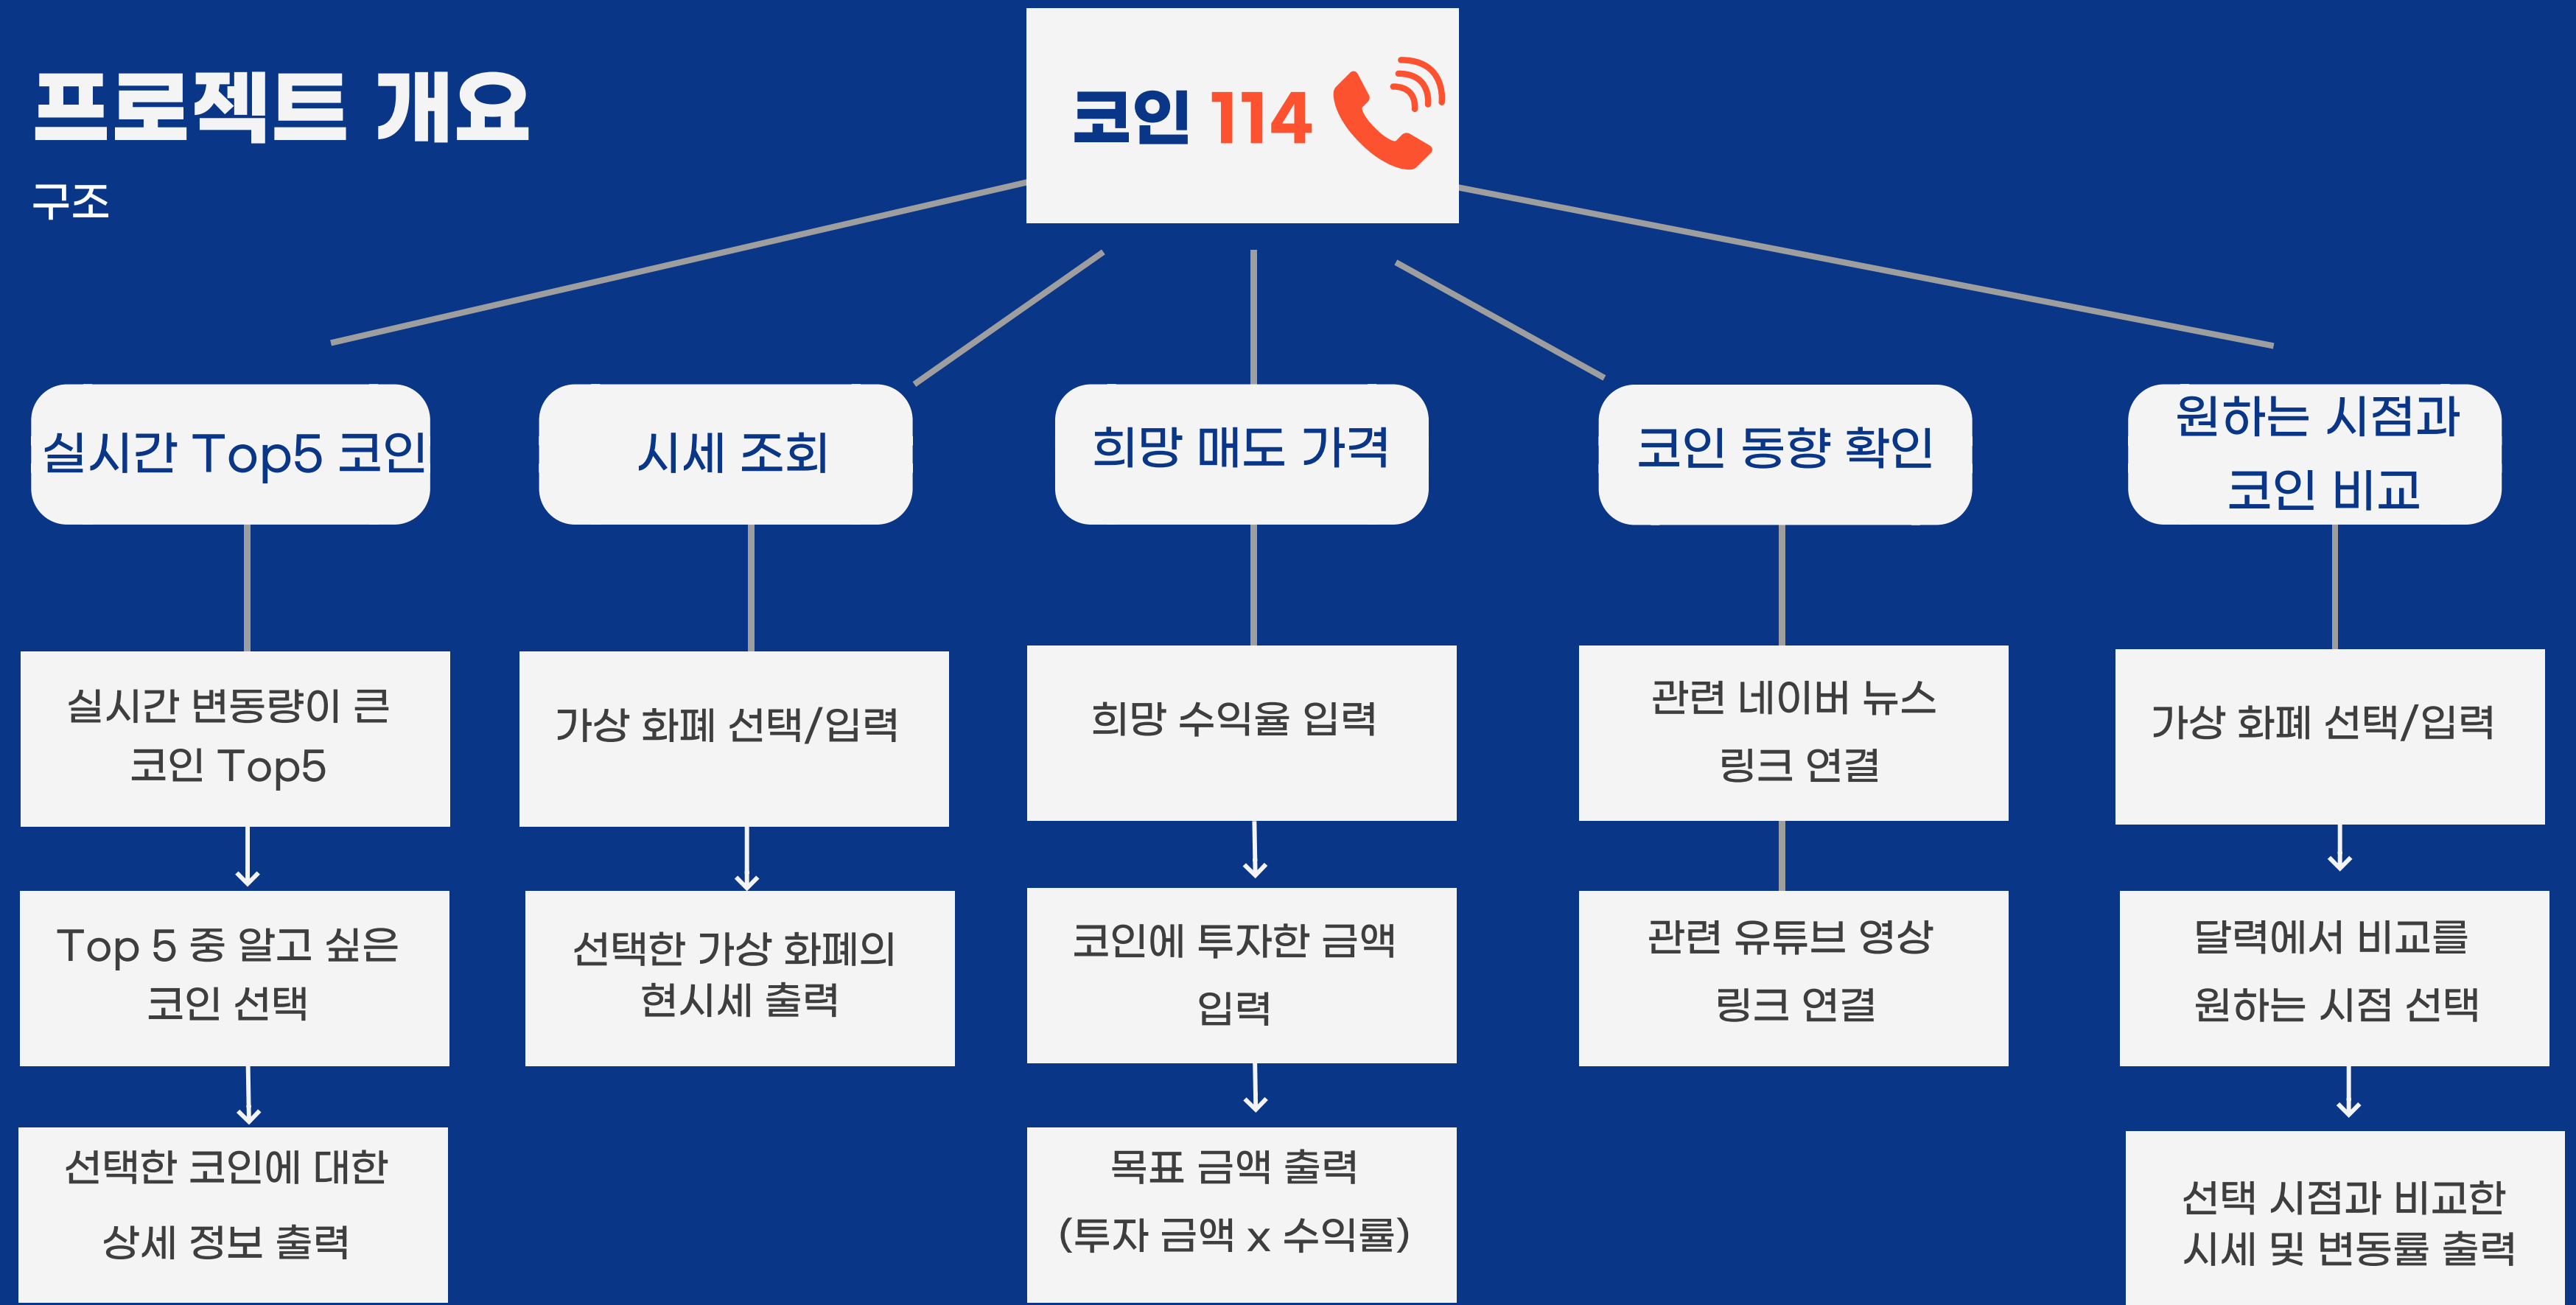 프로젝트 개요
구조
코인 114
실시간 Top5 코인
실시간 변동량이 큰
코인 Top5
Top 5 중 알고 싶은
코인 선택
선택한 코인에 대한
상세 정보 출력
시세 조회
가상 화폐 선택/입력
선택한 가상 화폐의
현시세 출력
희망 매도 가격
희망 수익율 입력
코인에 투자한 금액
입력
목표 금액 출력
(투자 금액 x 수익률)
코인 동향 확인
관련 네이버 뉴스
링크 연결
관련 유튜브 영상
링크 연결
원하는 시점과
코인 비교
가상 화폐 선택/입력
달력에서 비교를
원하는 시점 선택
선택 시점과 비교한
시세 및 변동률 출력